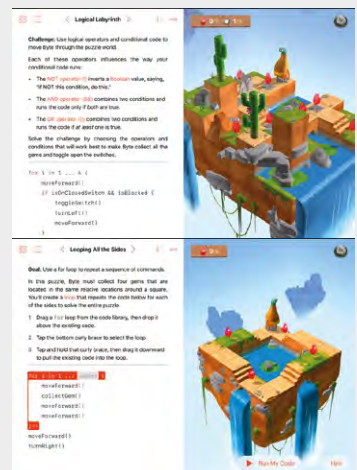 Logical Labyrinth
Challenge: Use logical operators and conditional code to
move Byte through the puzzle world.
Each of these operators influences the way your
conditional code runs:
• The NOT operator (!) inverts a Boolean value, saying,
"if NOT this condition, do this."
• The AND operator (&&) combines two conditions and
runs the code only if both are true.
• The OR operator (||) combines two conditions and
runs the code if at least one is true.
Solve the challenge by choosing the operators and
conditions that will work best to make Byte collect all the
gems and toggle open the switches.
for i in 1 ...
moveForward()
if isOnClosedSwitch && isBlocked {
toggleSwitch()
turnLeft()
moveForward()
}
Looping All the Sides
Goal: Use a for loop to repeat a sequence of commands.
In this puzzle, Byte must collect four gems that are
located in the same relative locations around a square.
You'll create a loop that repeats the code below for each
of the sides to solve the entire puzzle.
1 Drag a for loop from the code library, then drop it
above the existing code.
2 Tap the bottom curly brace to select the loop.
3 Tap and hold that curly brace, then drag it downward
to pull the existing code into the loop.
for i in 1 ... number {
moveForward()
collectGem()
moveForward()
moveForward()
}
moveForward()
turnRight()
Run My Code
Hint